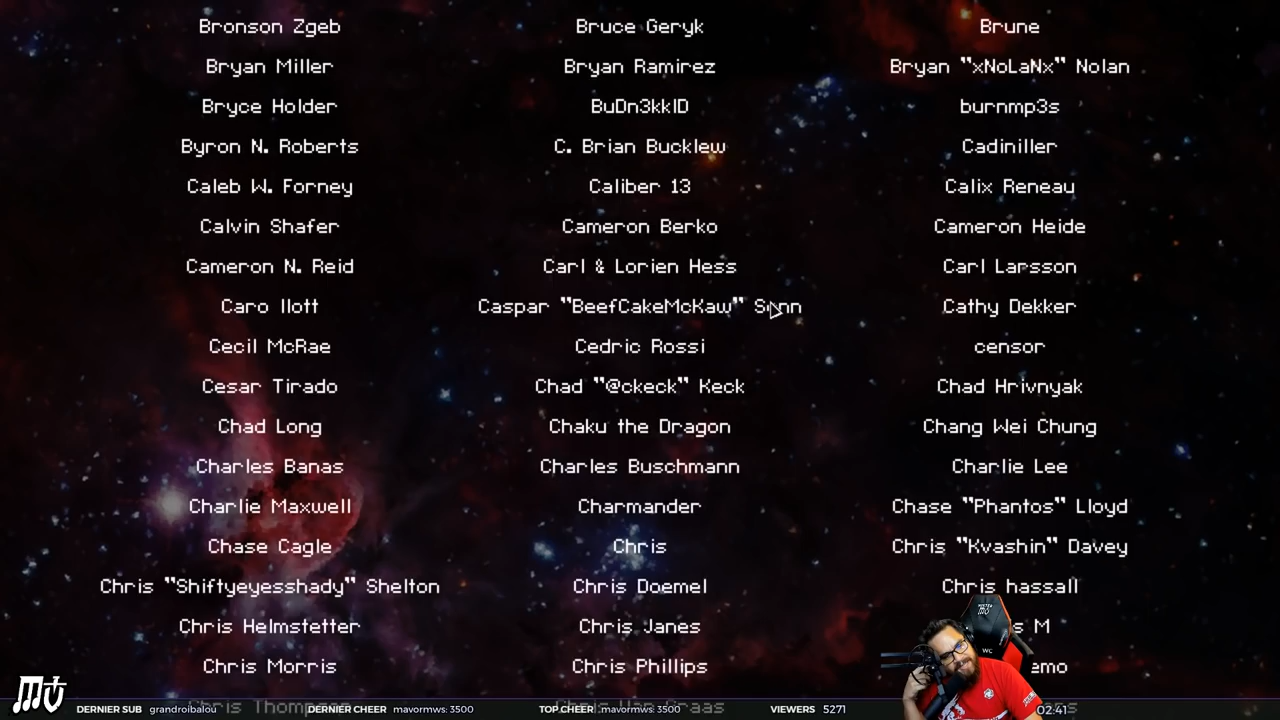 Bronson Zgeb Bruce Geryk Brune
Bryan Miller Bryan Ramirez Bryan "xNoLaNx" Nolan
Bryce Holder BuDn3kkID burnmp3s
Byron N. Roberts C. Brian Bucklew Cadiniller
Caleb W. Forney Caliber 13 Calix Reneau
Calvin Shafer Cameron Berko Cameron Heide
Cameron N. Reid Carl & Lorien Hess Carl Larsson
Caro Ilott Caspar "BeefCakeMcKaw" Cathy Dekker
Cecil McRae Cedric Rossi censor
Cesar Tirado Chad "@ckeck" Keck Chad Hrivnyak
Chad Long Chaku the Dragon Chang Wei Chung
Charles Banas Charles Buschmann Charlie Lee
Charlie Maxwell Charmander Chase "Phantos" Lloyd
Chase Cagle Chris Chris "Kvashin" Davey
Chris "Shiftyeyesshady" Shelton Chris Doemel Chris hassall
Chris Helmstetter Chris Janes M
Chris Morris Chris Phillips
Chris Thompson
DERNIER SUB grandroibalou DERNIER CHEER mavormws: 3500 TOP CHEER mavormws: 3500 VIEWERS 5271 02:41
WC